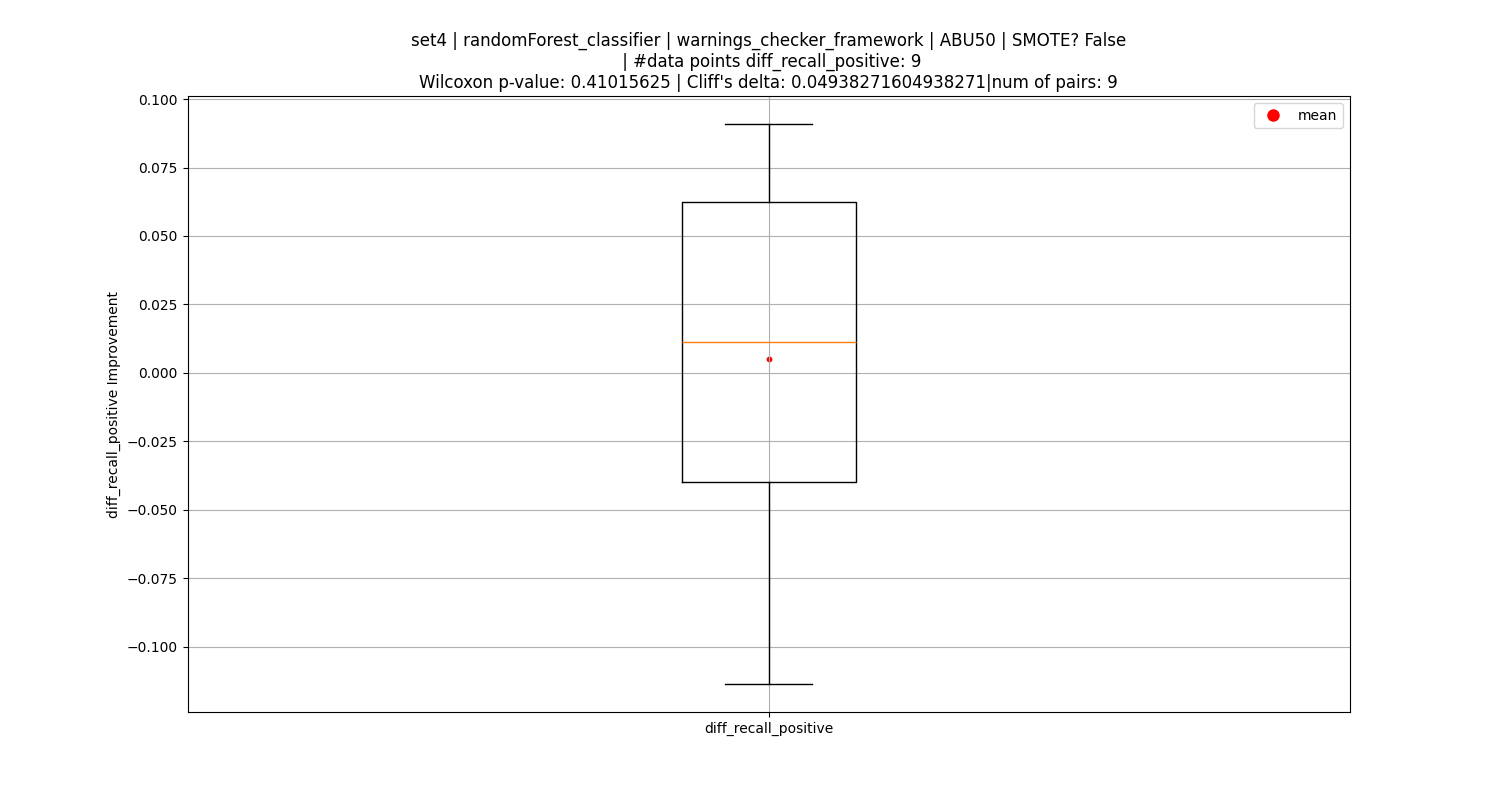 set4 | randomForest_classifier | warnings_checker_framework | ABU50 | SMOTE? False
| #data points diff_recall_positive: 9
Wilcoxon p-value: 0.41015625 | Cliff's delta: 0.04938271604938271|num of pairs: 9
mean
0.100
0.075
0.050
0.025
0.000
−0.025
−0.050
−0.075
−0.100
diff_recall_positive Improvement
diff_recall_positive